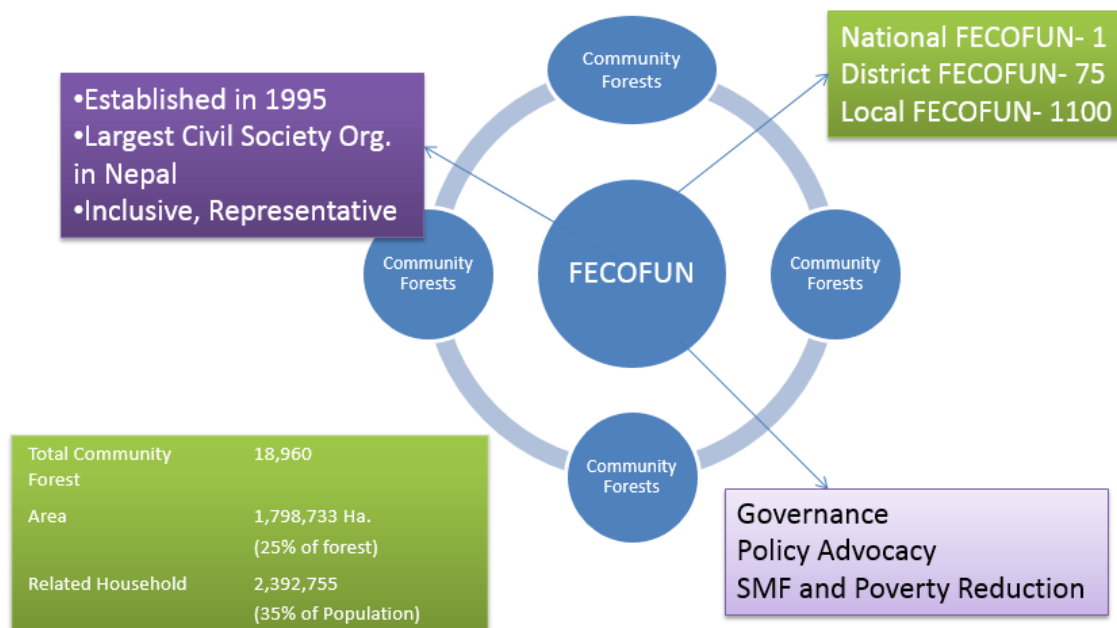 •Established in 1995
•Largest Civil Society Org.
in Nepal
•Inclusive, Representative
Community
Forests
National FECOFUN- 1
District FECOFUN- 75
Local FECOFUN- 1100
Community
Forests
FECOFUN
Community
Forests
Community
Forests
Total Community
Forest
18,960
Area
1,798,733 Ha.
(25% of forest)
Related Household
2,392,755
(35% of Population)
Governance
Policy Advocacy
SMF and Poverty Reduction